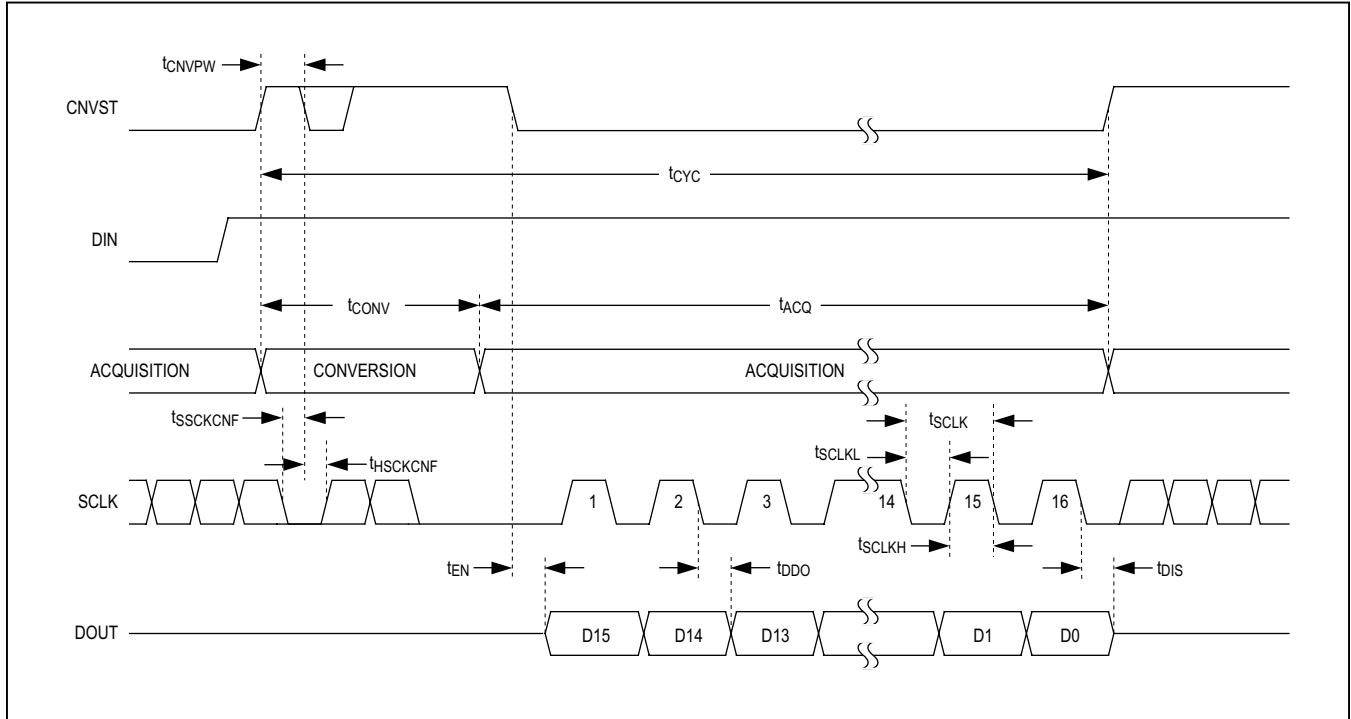 tCNVPW
CNVST
tCYC
DIN
tCONV tACQ
ACQUISITION CONVERSION ACQUISITION
tSSCKCNF tSCLK
tHSCKCNF tSCLKL
SCLK 1 2 3 14 15 16
tSCLKH
tEN tDDO tDIS
DOUT D15 D14 D13 D1 D0